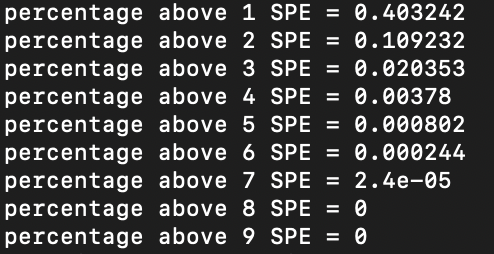 percentage above 1 SPE = 0.403242
percentage above 2 SPE = 0.109232
percentage above 3 SPE = 0.020353
percentage above 4 SPE = 0.00378
percentage above 5 SPE = 0.000802
percentage above 6 SPE = 0.000244
percentage above 7 SPE = 2.4e-05
percentage above 8 SPE = 0
percentage above 9 SPE = 0